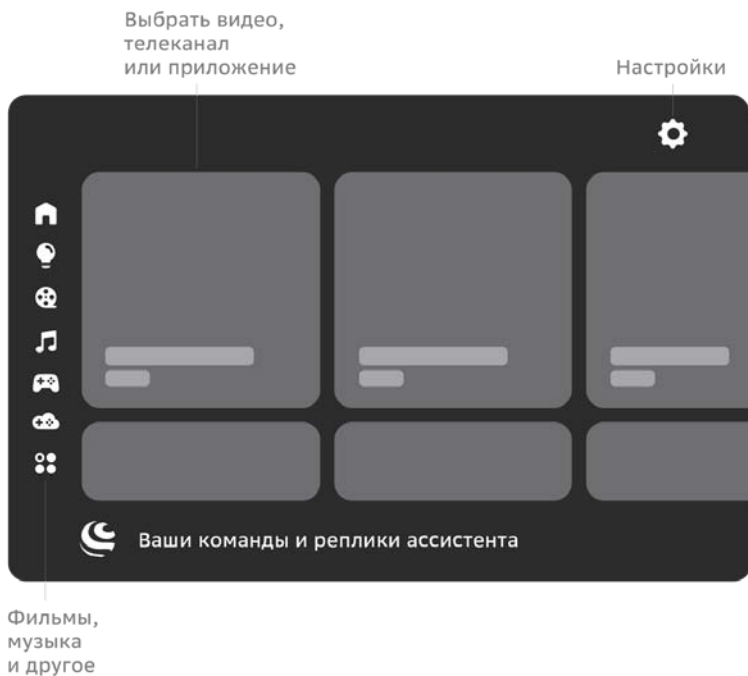 Выбрать видео,
телеканал
или приложение
Настройки
Ваши команды и реплики ассистента
Фильмы,
музыка
и другое